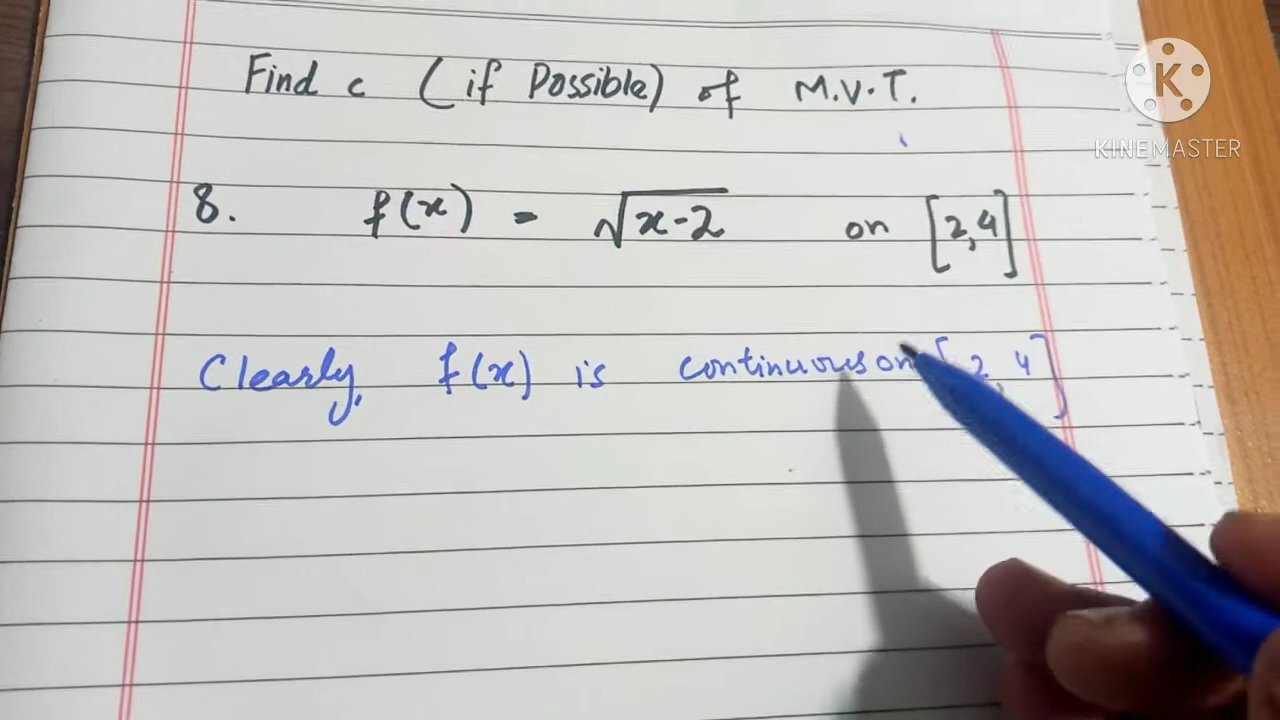 Find c (if Possible) of M.V.T.
K
KINEMASTER
8. f(x) = √x-2 on [2,4]
Clearly, f(x) is continuous on [2,4]